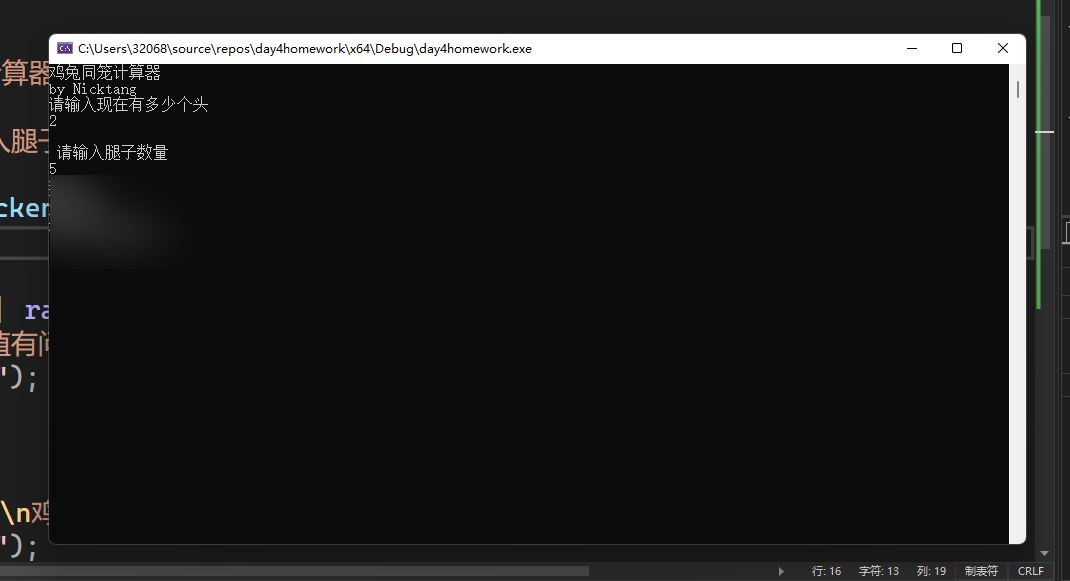 C:\Users\32068\source\repos\day4homework\x64\Debug\day4homework.exe
鸡兔同笼计算器
by Nicktang
请输入现在有多少个头
2
请输入腿子数量
5
算器
腿子
cker
ra
值有问
");
\n鸡
");
行: 16 字符: 13 列: 19 制表符 CRLF